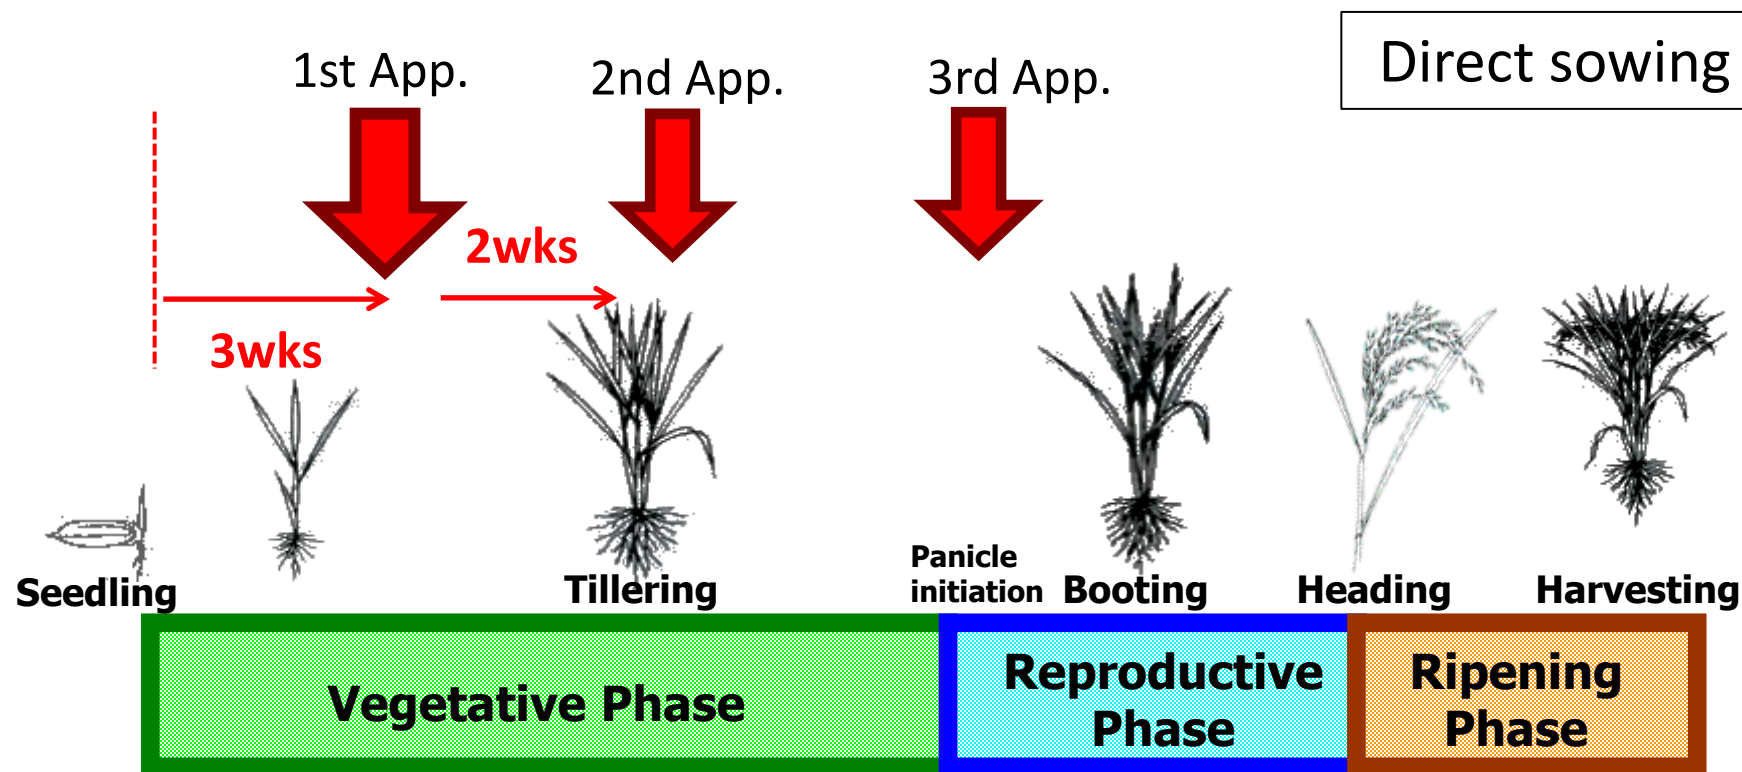 Direct sowing
1st App.
2nd App.
3rd App.
2wks
3wks
Seedling
Tillering
Panicle
initiation
Booting
Heading
Harvesting
Vegetative Phase
Reproductive
Phase
Ripening
Phase